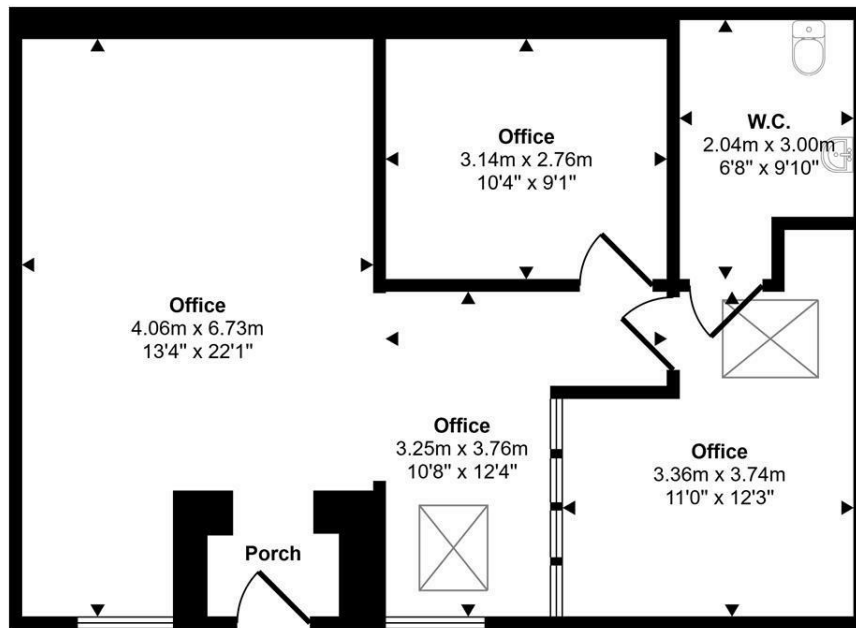 Office
3.14m x 2.76m
10'4" x 9'1"
W.C.
2.04m x 3.00m
6'8" x 9'10"
Office
4.06m x 6.73m
13'4" x 22'1"
Office
3.25m x 3.76m
10'8" x 12'4"
Office
3.36m x 3.74m
11'0" x 12'3"
Porch